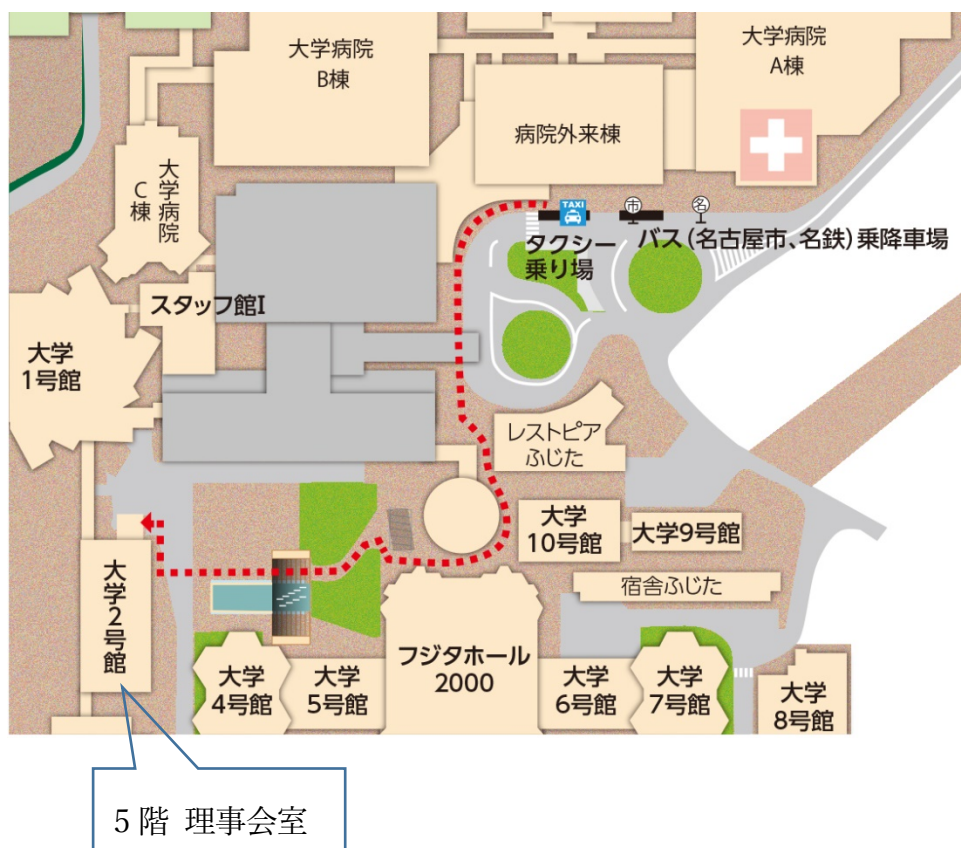 大学病院
B棟
大学病院
A棟
病院外来棟
大学病院
C棟
TAXI
市
名
タクシー
乗り場
バス(名古屋市、名鉄)乗降車場
スタッフ館I
大学
1号館
レストピア
ふじた
大学
10号館
大学9号館
宿舎ふじた
大学2号館
フジタホール
2000
大学
4号館
大学
5号館
大学
6号館
大学
7号館
大学
8号館
5階 理事会室